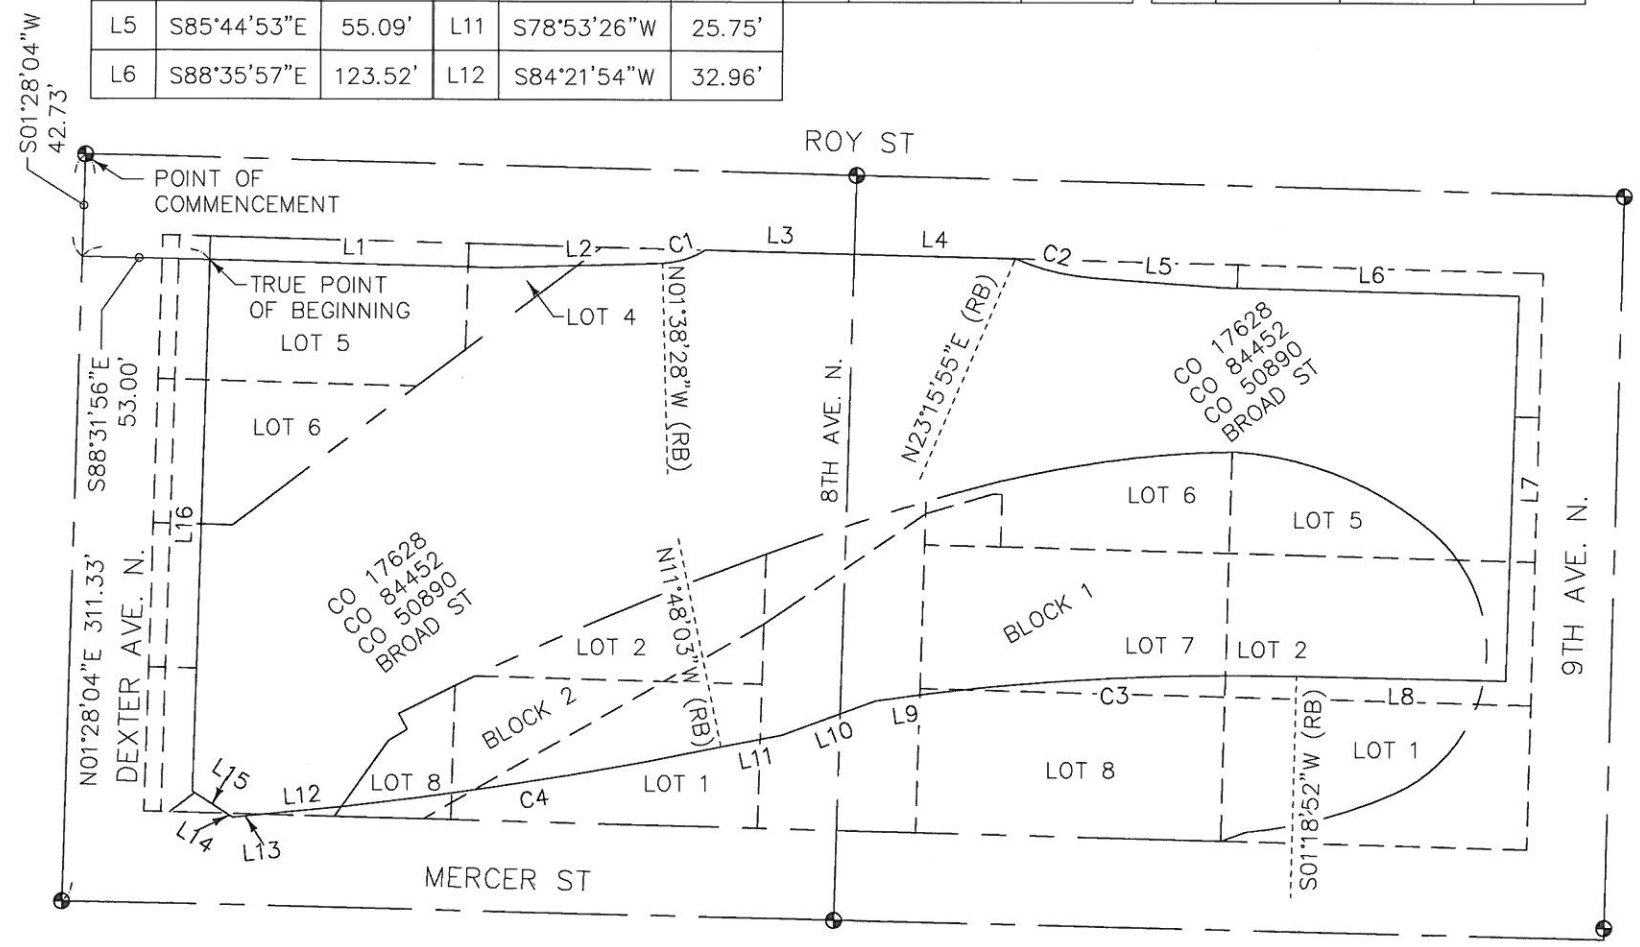 L5 S85°44'53"E 55.09' L11 S78°53'26"W 25.75'
L6 S88°35'57"E 123.52' L12 S84°21'54"W 32.96'
S01°28'04"W
42.73'
ROY ST
POINT OF
COMMENCEMENT
L1
L2
C1
L3
L4
C2
L5
L6
TRUE POINT
OF BEGINNING
LOT 5
LOT 4
LOT 6
S88°31'56"E
53.00'
N01°38'28"W (RB)
8TH AVE. N.
N23°15'55"E (RB)
CO 17628
CO 84452
CO 50890
BROAD ST
LOT 6
LOT 5
L7
9TH AVE. N.
L16
N01°28'04"E 311.33'
DEXTER AVE. N.
CO 17628
CO 84452
CO 50890
BROAD ST
N11°48'03"W (RB)
LOT 2
BLOCK 2
BLOCK 1
LOT 7
LOT 2
C3
L8
L9
L10
L11
LOT 8
LOT 1
C4
LOT 8
LOT 1
S01°18'52"W (RB)
L15
L12
L14
L13
MERCER ST